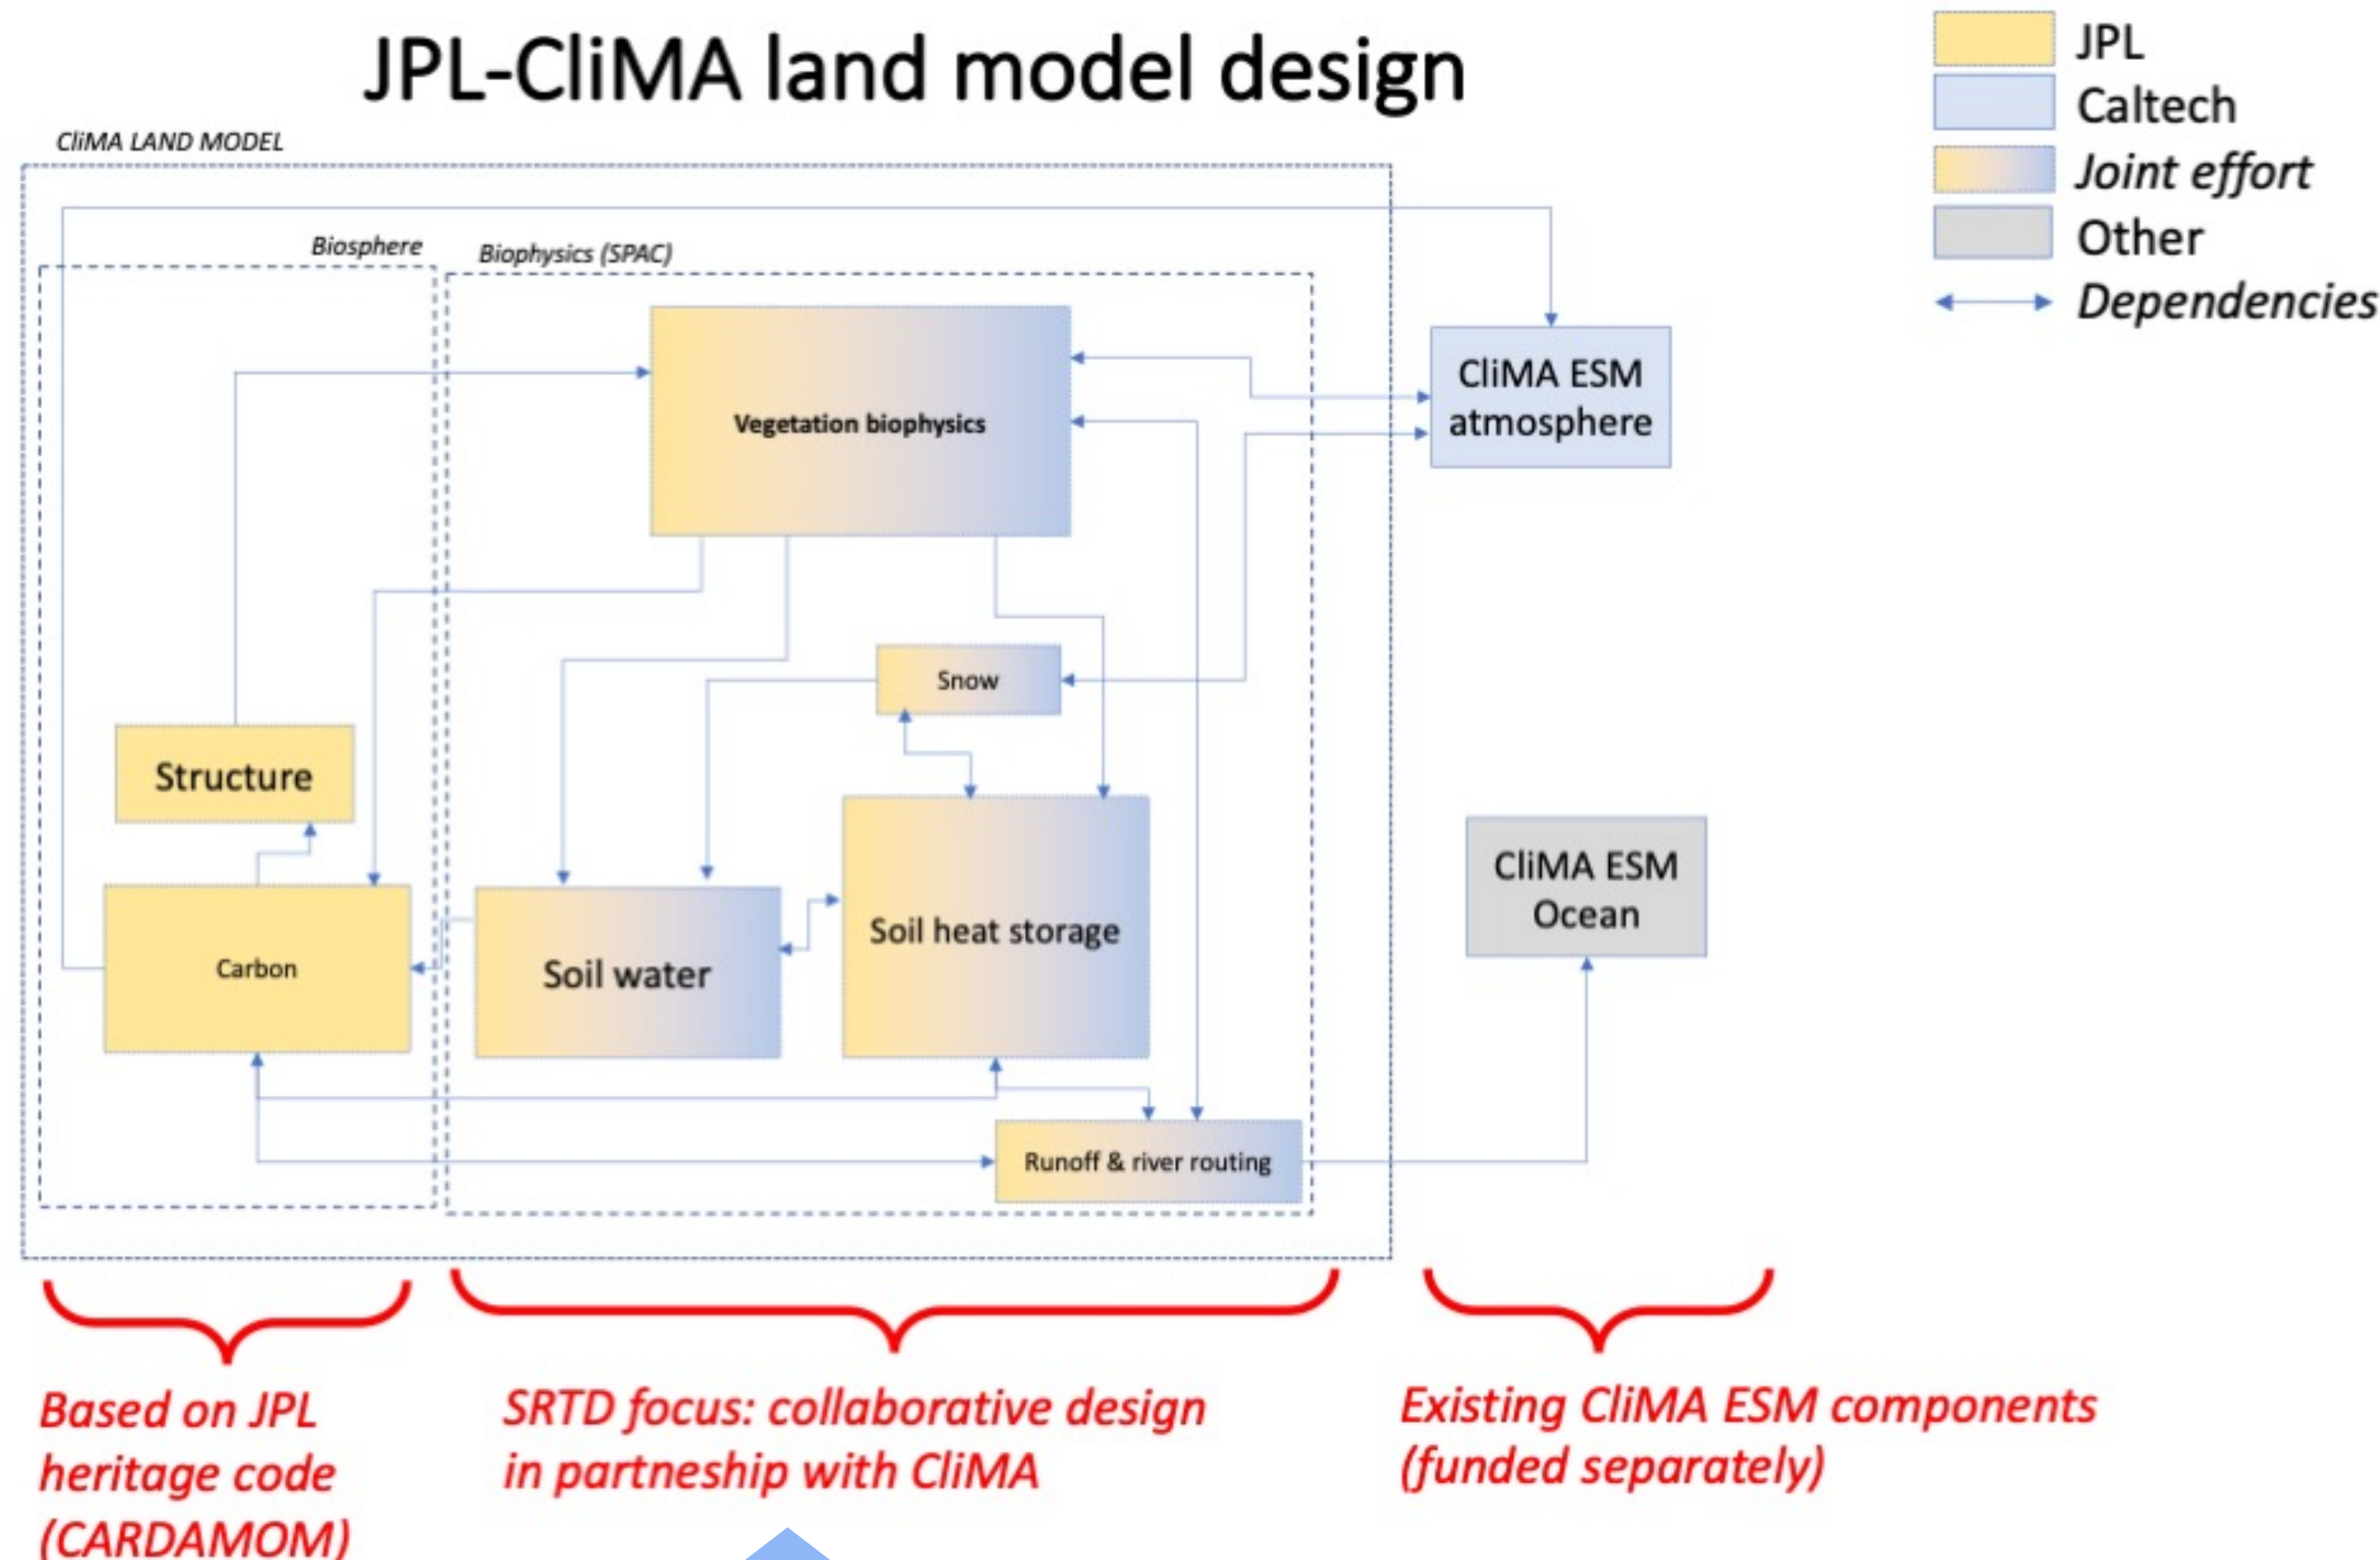 JPL-CliMA land model design
JPL
Caltech
Joint effort
Other
Dependencies
CliMA LAND MODEL
Biosphere
Biophysics (SPAC)
Vegetation biophysics
CliMA ESM
atmosphere
Snow
Structure
Carbon
Soil water
Soil heat storage
CliMA ESM
Ocean
Runoff & river routing
Based on JPL
heritage code
(CARDAMOM)
SRTD focus: collaborative design
in partneship with CliMA
Existing CliMA ESM components
(funded separately)